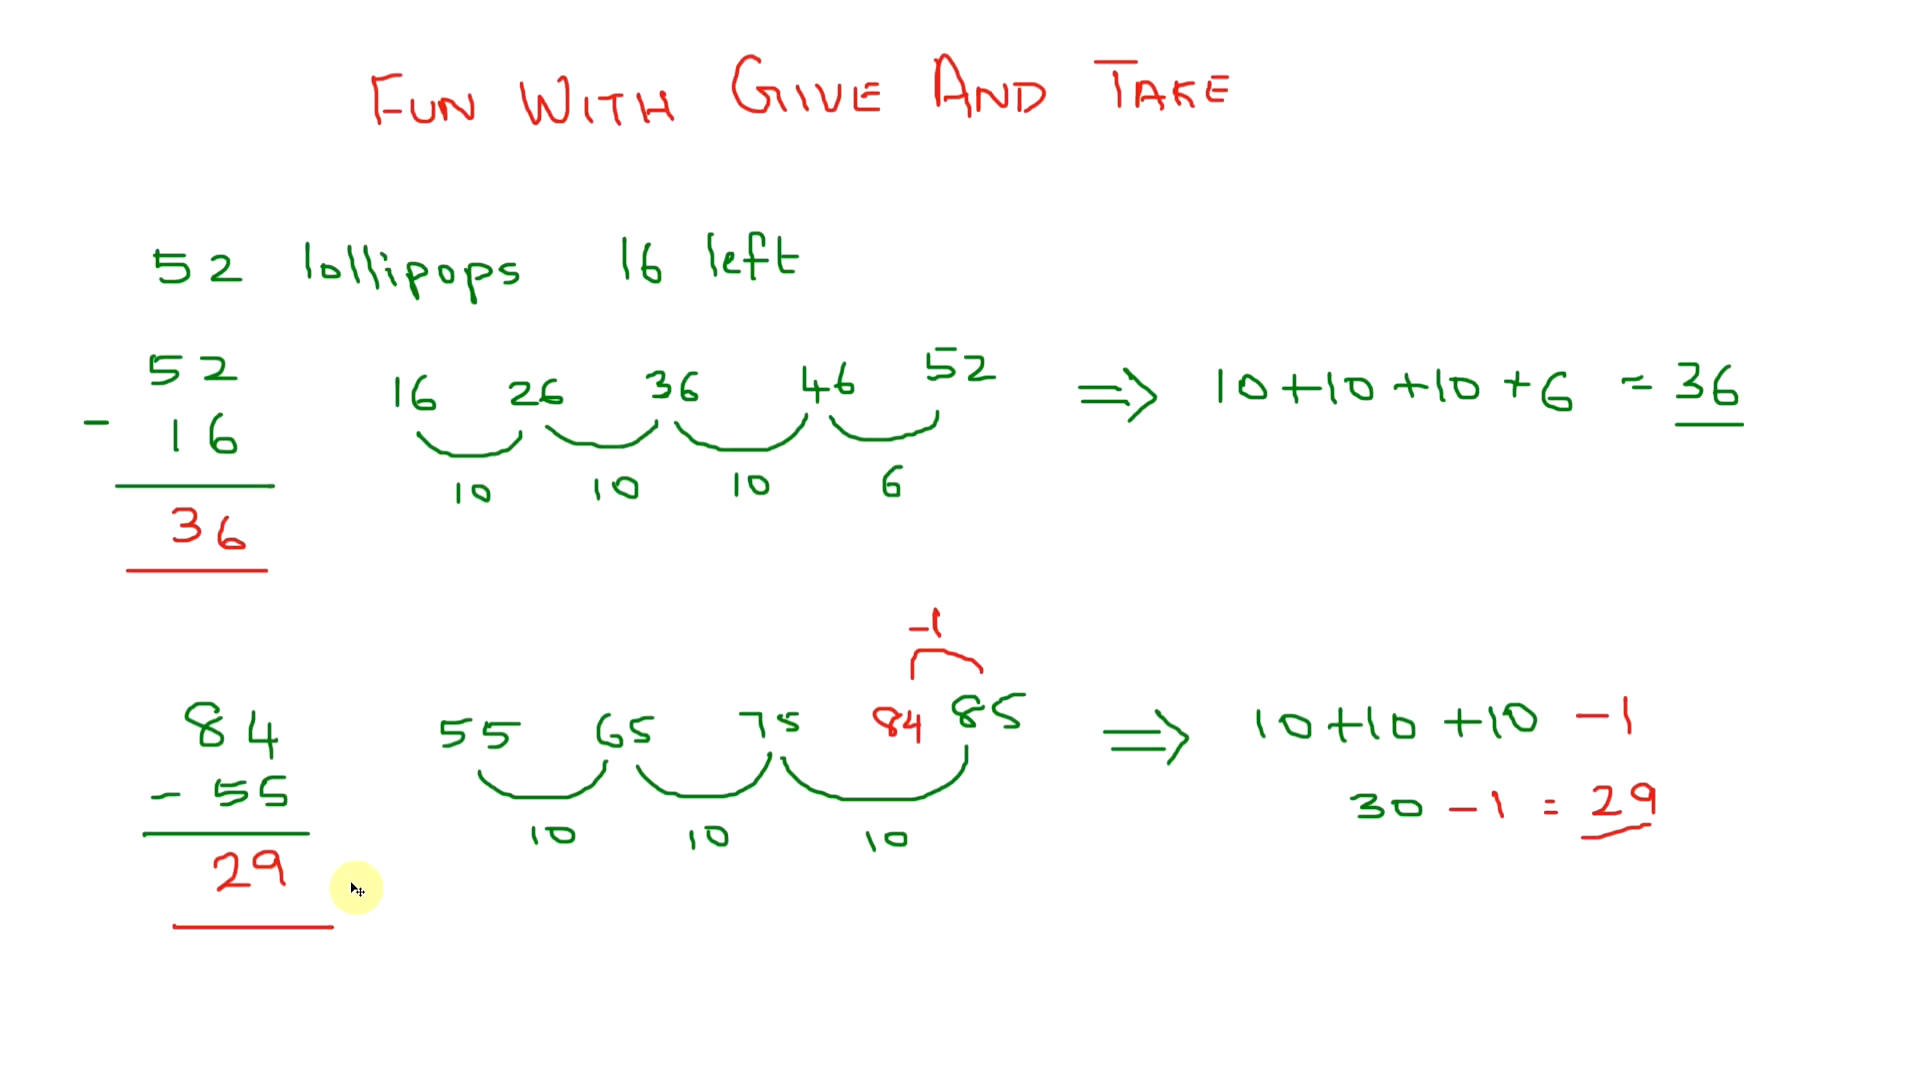 FUN WITH GIVE AND TAKE
52 lollipops 16 left
52
- 16
36
16 26 36 46 52
10 10 10 6
⇒ 10+10+10+6 = 36
84
- 55
29
-1
55 65 75 84 85
10 10 10
⇒ 10+10+10-1
30-1 = 29